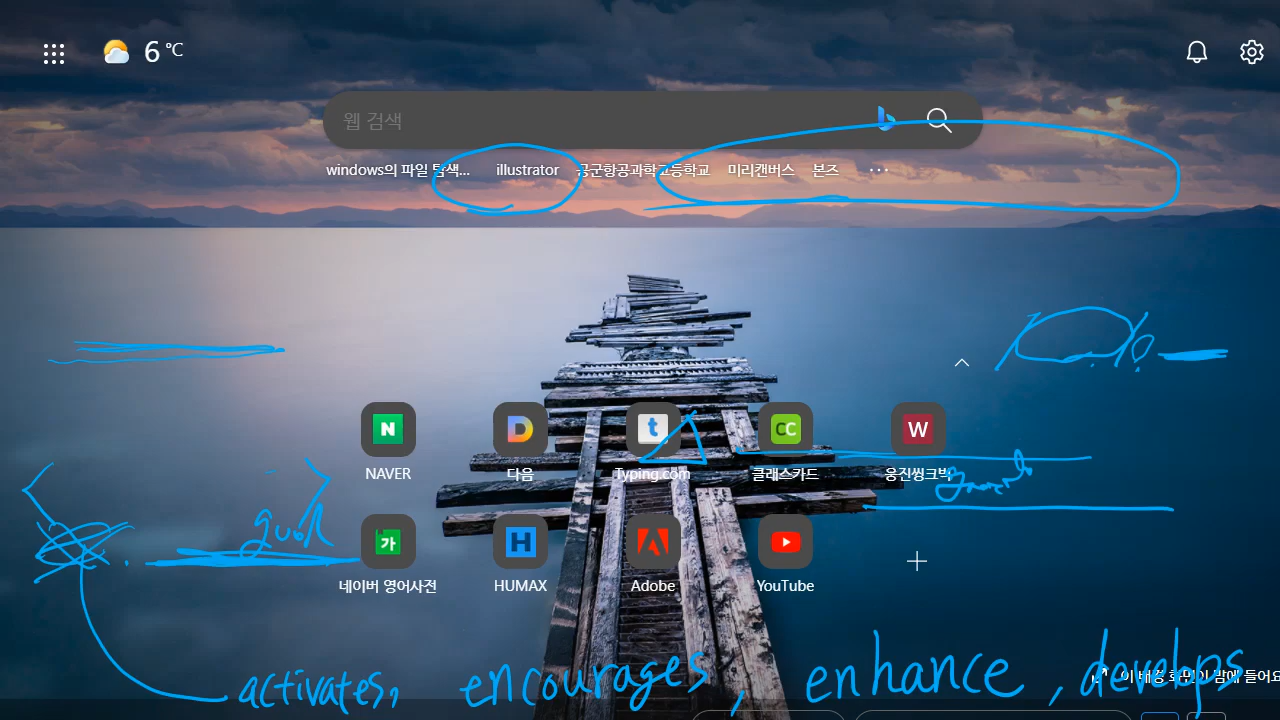 6 °C
웹 검색
windows의 파일 탐색... illustrator 공군항공과학고등학교 미리캔버스 본즈 ...
NAVER 다음 Typing.com 클래스카드 웅진씽크빅
네이버 영어사전 HUMAX Adobe YouTube
activates, encourages, enhance, develps